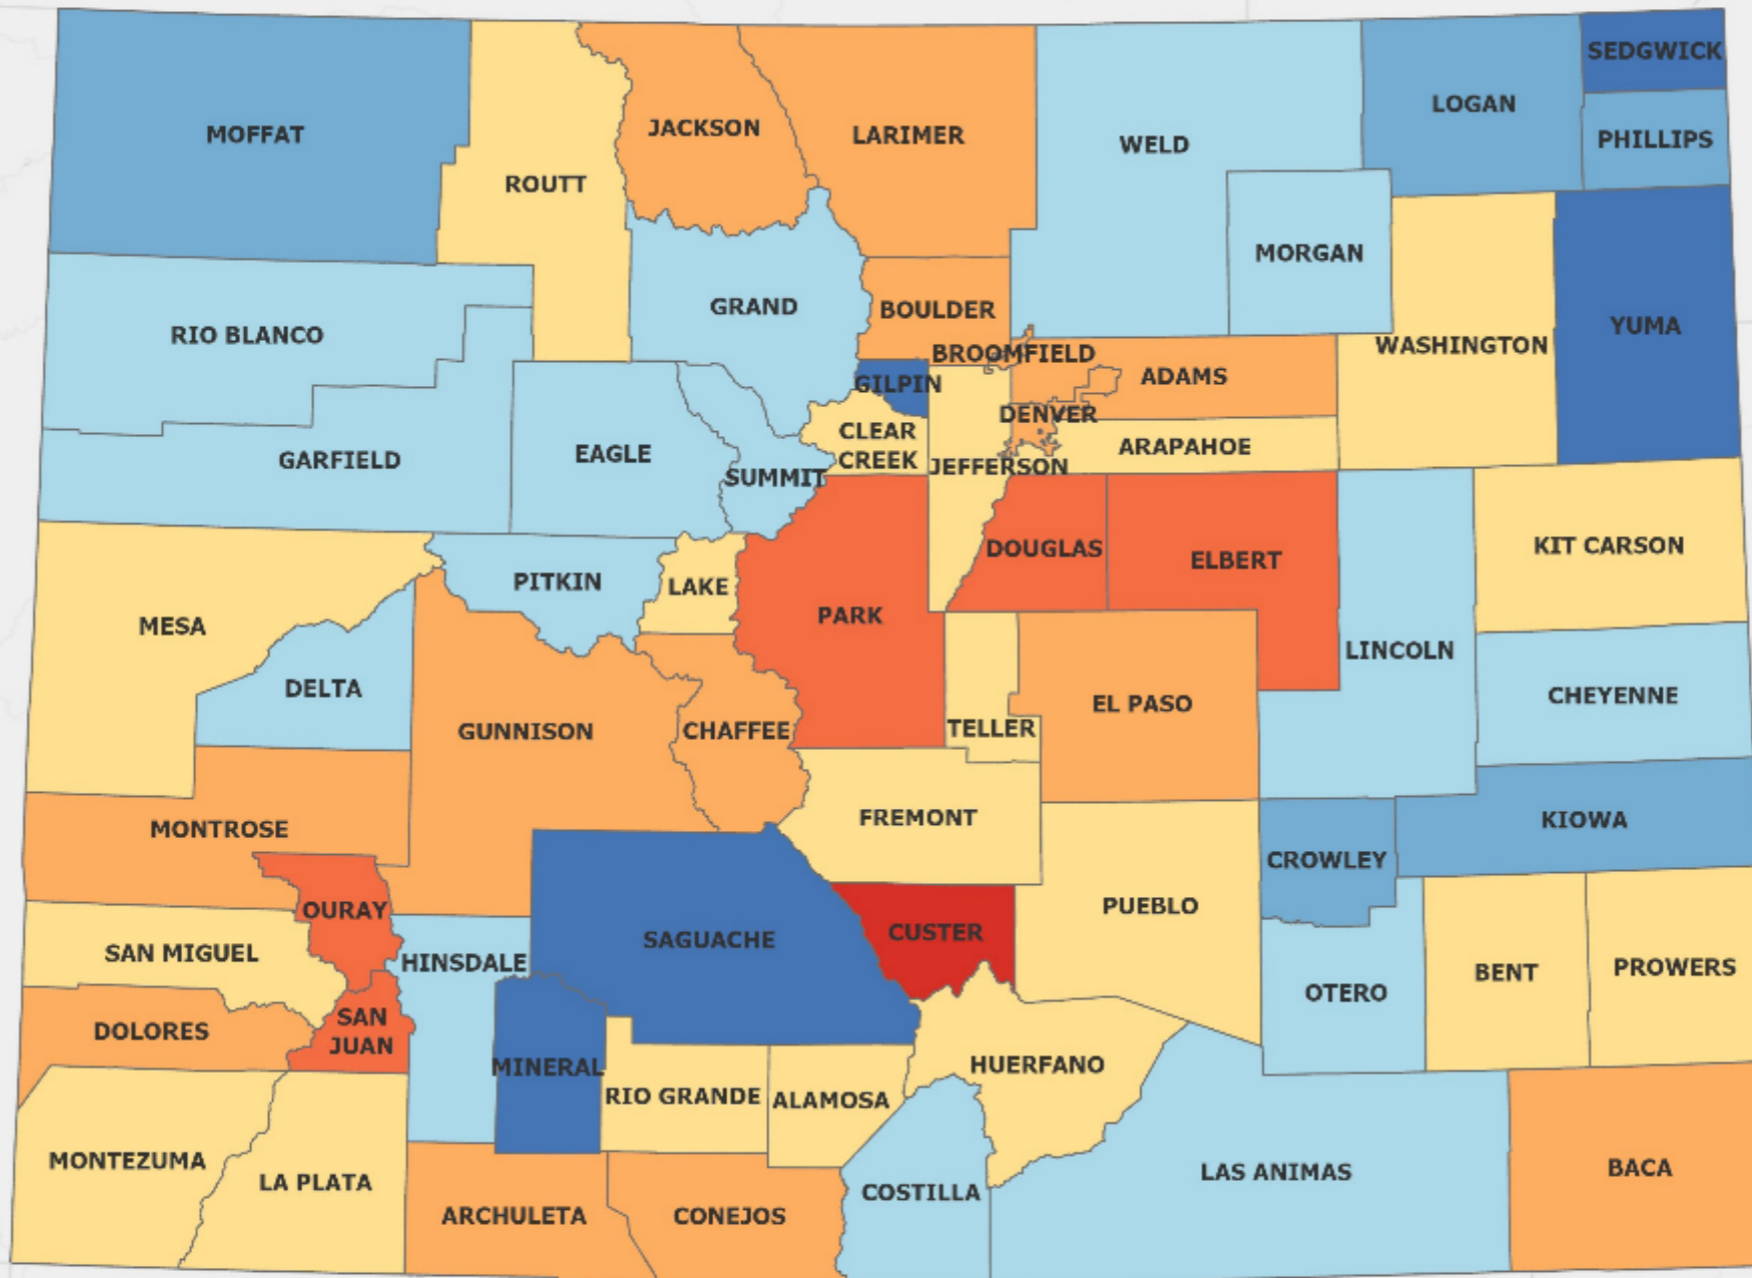 SEDGWICK
LOGAN
MOFFAT
JACKSON
LARIMER
WELD
PHILLIPS
ROUTT
MORGAN
GRAND
BOULDER
YUMA
RIO BLANCO
WASHINGTON
BROOMFIELD
GILPIN
ADAMS
DENVER
CLEAR
CREEK
ARAPAHOE
GARFIELD
EAGLE
SUMMIT
JEFFERSON
DOUGLAS
ELBERT
KIT CARSON
PITKIN
LAKE
PARK
MESA
LINCOLN
DELTA
CHEYENNE
GUNNISON
CHAFFEE
TELLER
EL PASO
MONTROSE
FREMONT
KIOWA
CROWLEY
OURAY
PUEBLO
SAGUACHE
CUSTER
SAN MIGUEL
HINSDALE
BENT
PROWERS
OTERO
DOLORES
SAN
JUAN
MINERAL
HUERFANO
RIO GRANDE
ALAMOSA
MONTEZUMA
LA PLATA
COSTILLA
LAS ANIMAS
BACA
ARCHULETA
CONEJOS